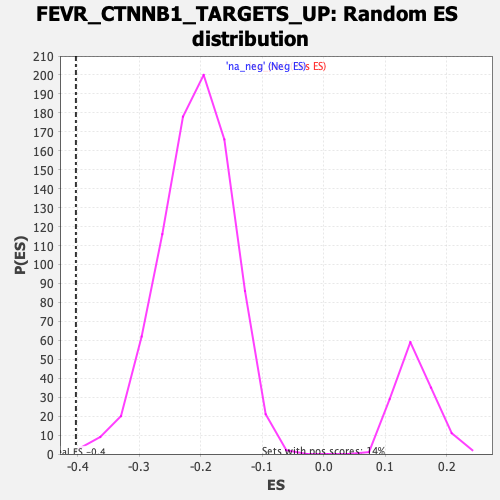 FEVR_CTNNB1_TARGETS_UP: Random ES
distribution
'na_neg' (Neg ES)s ES)
210
200
190
180
170
160
150
140
130
120
110
100
90
80
70
60
50
40
30
20
10
0
P(ES)
al ES -0.4
Sets with pos scores: 14%
-0.4 -0.3 -0.2 -0.1 0.0 0.1 0.2
ES